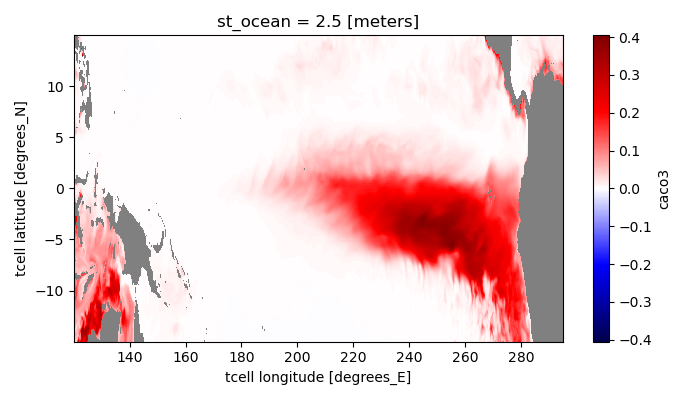 st_ocean = 2.5 [meters]
10
5
0
−5
−10
tcell latitude [degrees_N]
140 160 180 200 220 240 260 280
tcell longitude [degrees_E]
0.4
0.3
0.2
0.1
0.0
−0.1
−0.2
−0.3
−0.4
caco3